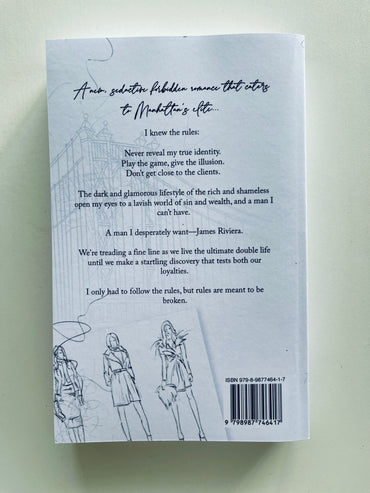 A new, seductive forbidden romance that caters
to Manhattan's elite...
I knew the rules:
Never reveal my true identity.
Play the game, give the illusion.
Don't get close to the clients.
The dark and glamorous lifestyle of the rich and shameless
open my eyes to a lavish world of sin and wealth, and a man I
can't have.
A man I desperately want—James Riviera.
We're treading a fine line as we live the ultimate double life
until we make a startling discovery that tests both our
loyalties.
I only had to follow the rules, but rules are meant to be
broken.
ISBN 979-8-9877464-1-7
9 798987 746417